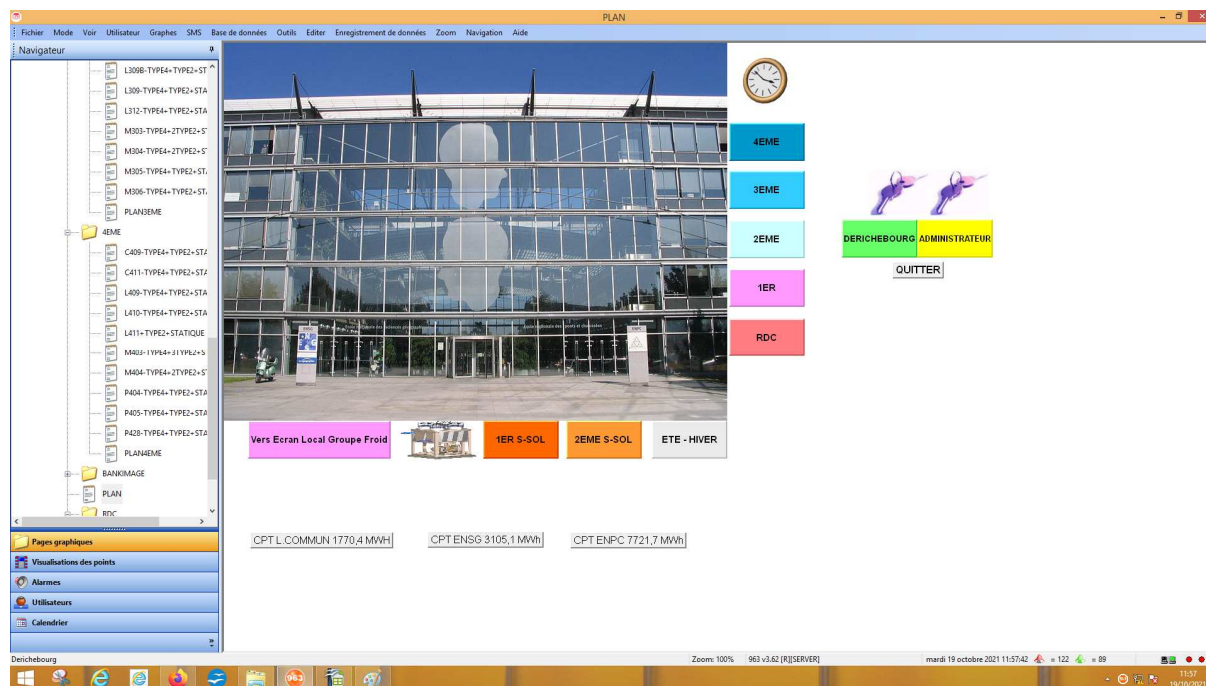 PLAN
Fichier Mode Voir Utilisateur Graphes SMS Base de données Outils Editer Enregistrement de données Zoom Navigation Aide
Navigateur
L309B-TYPE4+TYPE2+ST
L309-TYPE4+TYPE2+STA
L312-TYPE4+TYPE2+STA
M303-TYPE4+2TYPE2+S
M304-TYPE4+2TYPE2+S
M305-TYPE4+TYPE2+ST
M306-TYPE4+TYPE2+ST
PLAN3EME
4EME
C409-TYPE4+TYPE2+STA
C411-TYPE4+TYPE2+STA
L409-TYPE4+TYPE2+STA
L410-TYPE4+TYPE2+STA
L411+TYPE2+STATIQUE
M403-TYPE4+3TYPE2+S
M404-TYPE4+2TYPE2+S
P404-TYPE4+TYPE2+STA
P405-TYPE4+TYPE2+STA
P428-TYPE4+TYPE2+STA
PLAN4EME
BANKIMAGE
PLAN
RDC
Pages graphiques
Visualisations des points
Alarmes
Utilisateurs
Calendrier
4EME
3EME
2EME
1ER
RDC
DERICHEBOURG ADMINISTRATEUR
QUITTER
ENSG
ENPC
Vers Ecran Local Groupe Froid
1ER S-SOL
2EME S-SOL
ETE - HIVER
CPT L.COMMUN 1770,4 MWH
CPT ENSG 3105,1 MWh
CPT ENPC 7721,7 MWh
Derichebourg
Zoom: 100% 963 v3.62 [R][SERVER] mardi 19 octobre 2021 11:57:42 = 122 = 89
963
11:57
19/10/2021